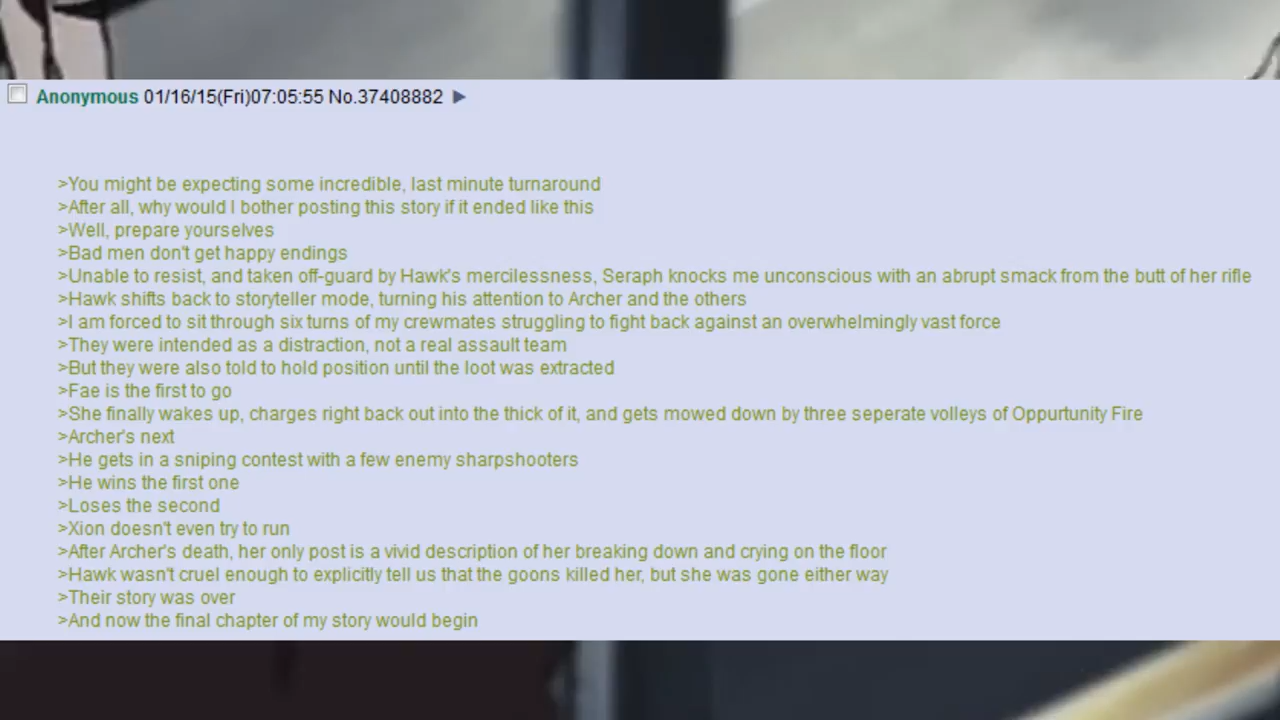 Anonymous 01/16/15(Fri)07:05:55 No.37408882 ▶
>You might be expecting some incredible, last minute turnaround
>After all, why would I bother posting this story if it ended like this
>Well, prepare yourselves
>Bad men don't get happy endings
>Unable to resist, and taken off-guard by Hawk's mercilessness, Seraph knocks me unconscious with an abrupt smack from the butt of her rifle
>Hawk shifts back to storyteller mode, turning his attention to Archer and the others
>I am forced to sit through six turns of my crewmates struggling to fight back against an overwhelmingly vast force
>They were intended as a distraction, not a real assault team
>But they were also told to hold position until the loot was extracted
>Fae is the first to go
>She finally wakes up, charges right back out into the thick of it, and gets mowed down by three seperate volleys of Oppurtunity Fire
>Archer's next
>He gets in a sniping contest with a few enemy sharpshooters
>He wins the first one
>Loses the second
>Xion doesn't even try to run
>After Archer's death, her only post is a vivid description of her breaking down and crying on the floor
>Hawk wasn't cruel enough to explicitly tell us that the goons killed her, but she was gone either way
>Their story was over
>And now the final chapter of my story would begin